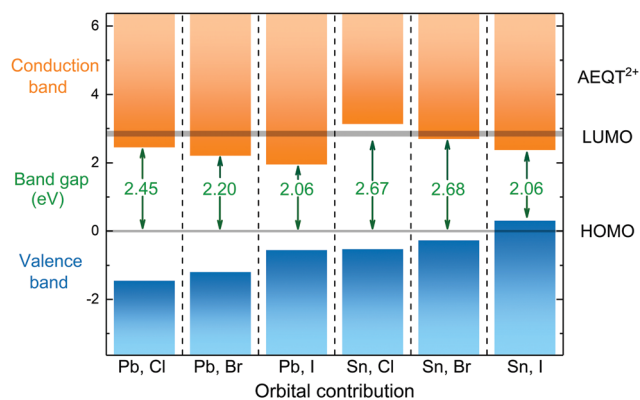 6
4
2
0
-2
Conduction
band
Band gap
(eV)
Valence
band
2.45
2.20
2.06
2.67
2.68
2.06
AEQT2+
LUMO
HOMO
Pb, Cl
Pb, Br
Pb, I
Sn, Cl
Sn, Br
Sn, I
Orbital contribution